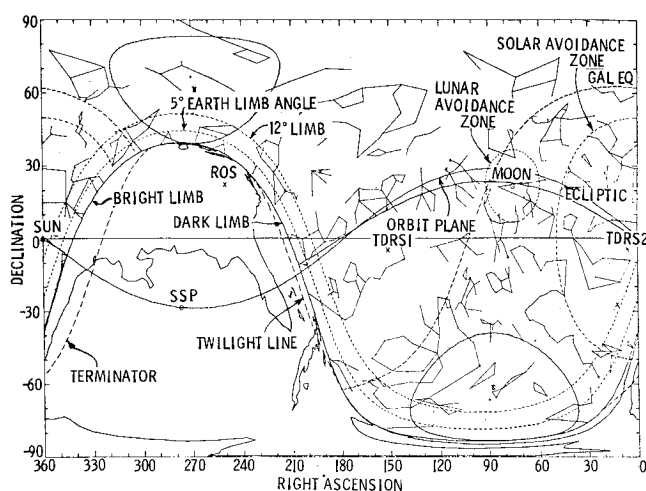 90
60
30
0
-30
-60
-90
DECLINATION
360
330
300
270
240
210
180
150
120
90
60
30
0
RIGHT ASCENSION
SOLAR AVOIDANCE
ZONE
GAL EQ
LUNAR
AVOIDANCE
ZONE
5° EARTH LIMB ANGLE
12° LIMB
ROS
MOON
ECLIPTIC
BRIGHT LIMB
DARK LIMB
ORBIT PLANE
SUN
TDRS1
TDRS2
SSP
TWILIGHT LINE
TERMINATOR